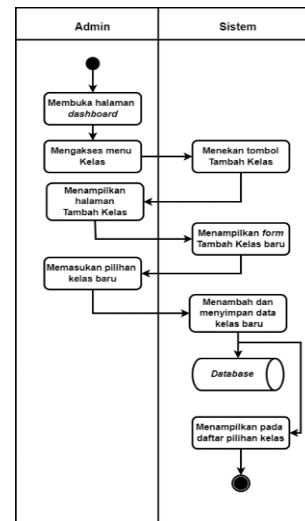 Admin
Sistem
Membuka halaman
dashboard
Mengakses menu
Kelas
Menekan tombol
Tambah Kelas
Menampilkan
halaman
Tambah Kelas
Menampilkan form
Tambah Kelas baru
Memasukan pilihan
kelas baru
Menambah dan
menyimpan data
kelas baru
Database
Menampilkan pada
daftar pilihan kelas